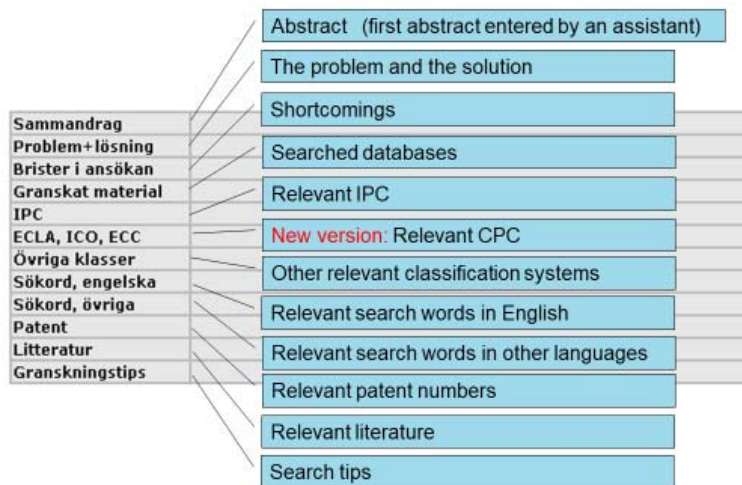 Abstract (first abstract entered by an assistant)
The problem and the solution
Shortcomings
Searched databases
Relevant IPC
New version: Relevant CPC
Other relevant classification systems
Relevant search words in English
Relevant search words in other languages
Relevant patent numbers
Relevant literature
Search tips
Sammandrag
Problem+lösning
Brister i ansökan
Granskat material
IPC
ECLA, ICO, ECC
Övriga klasser
Sökord, engelska
Sökord, övriga
Patent
Litteratur
Granskningstips